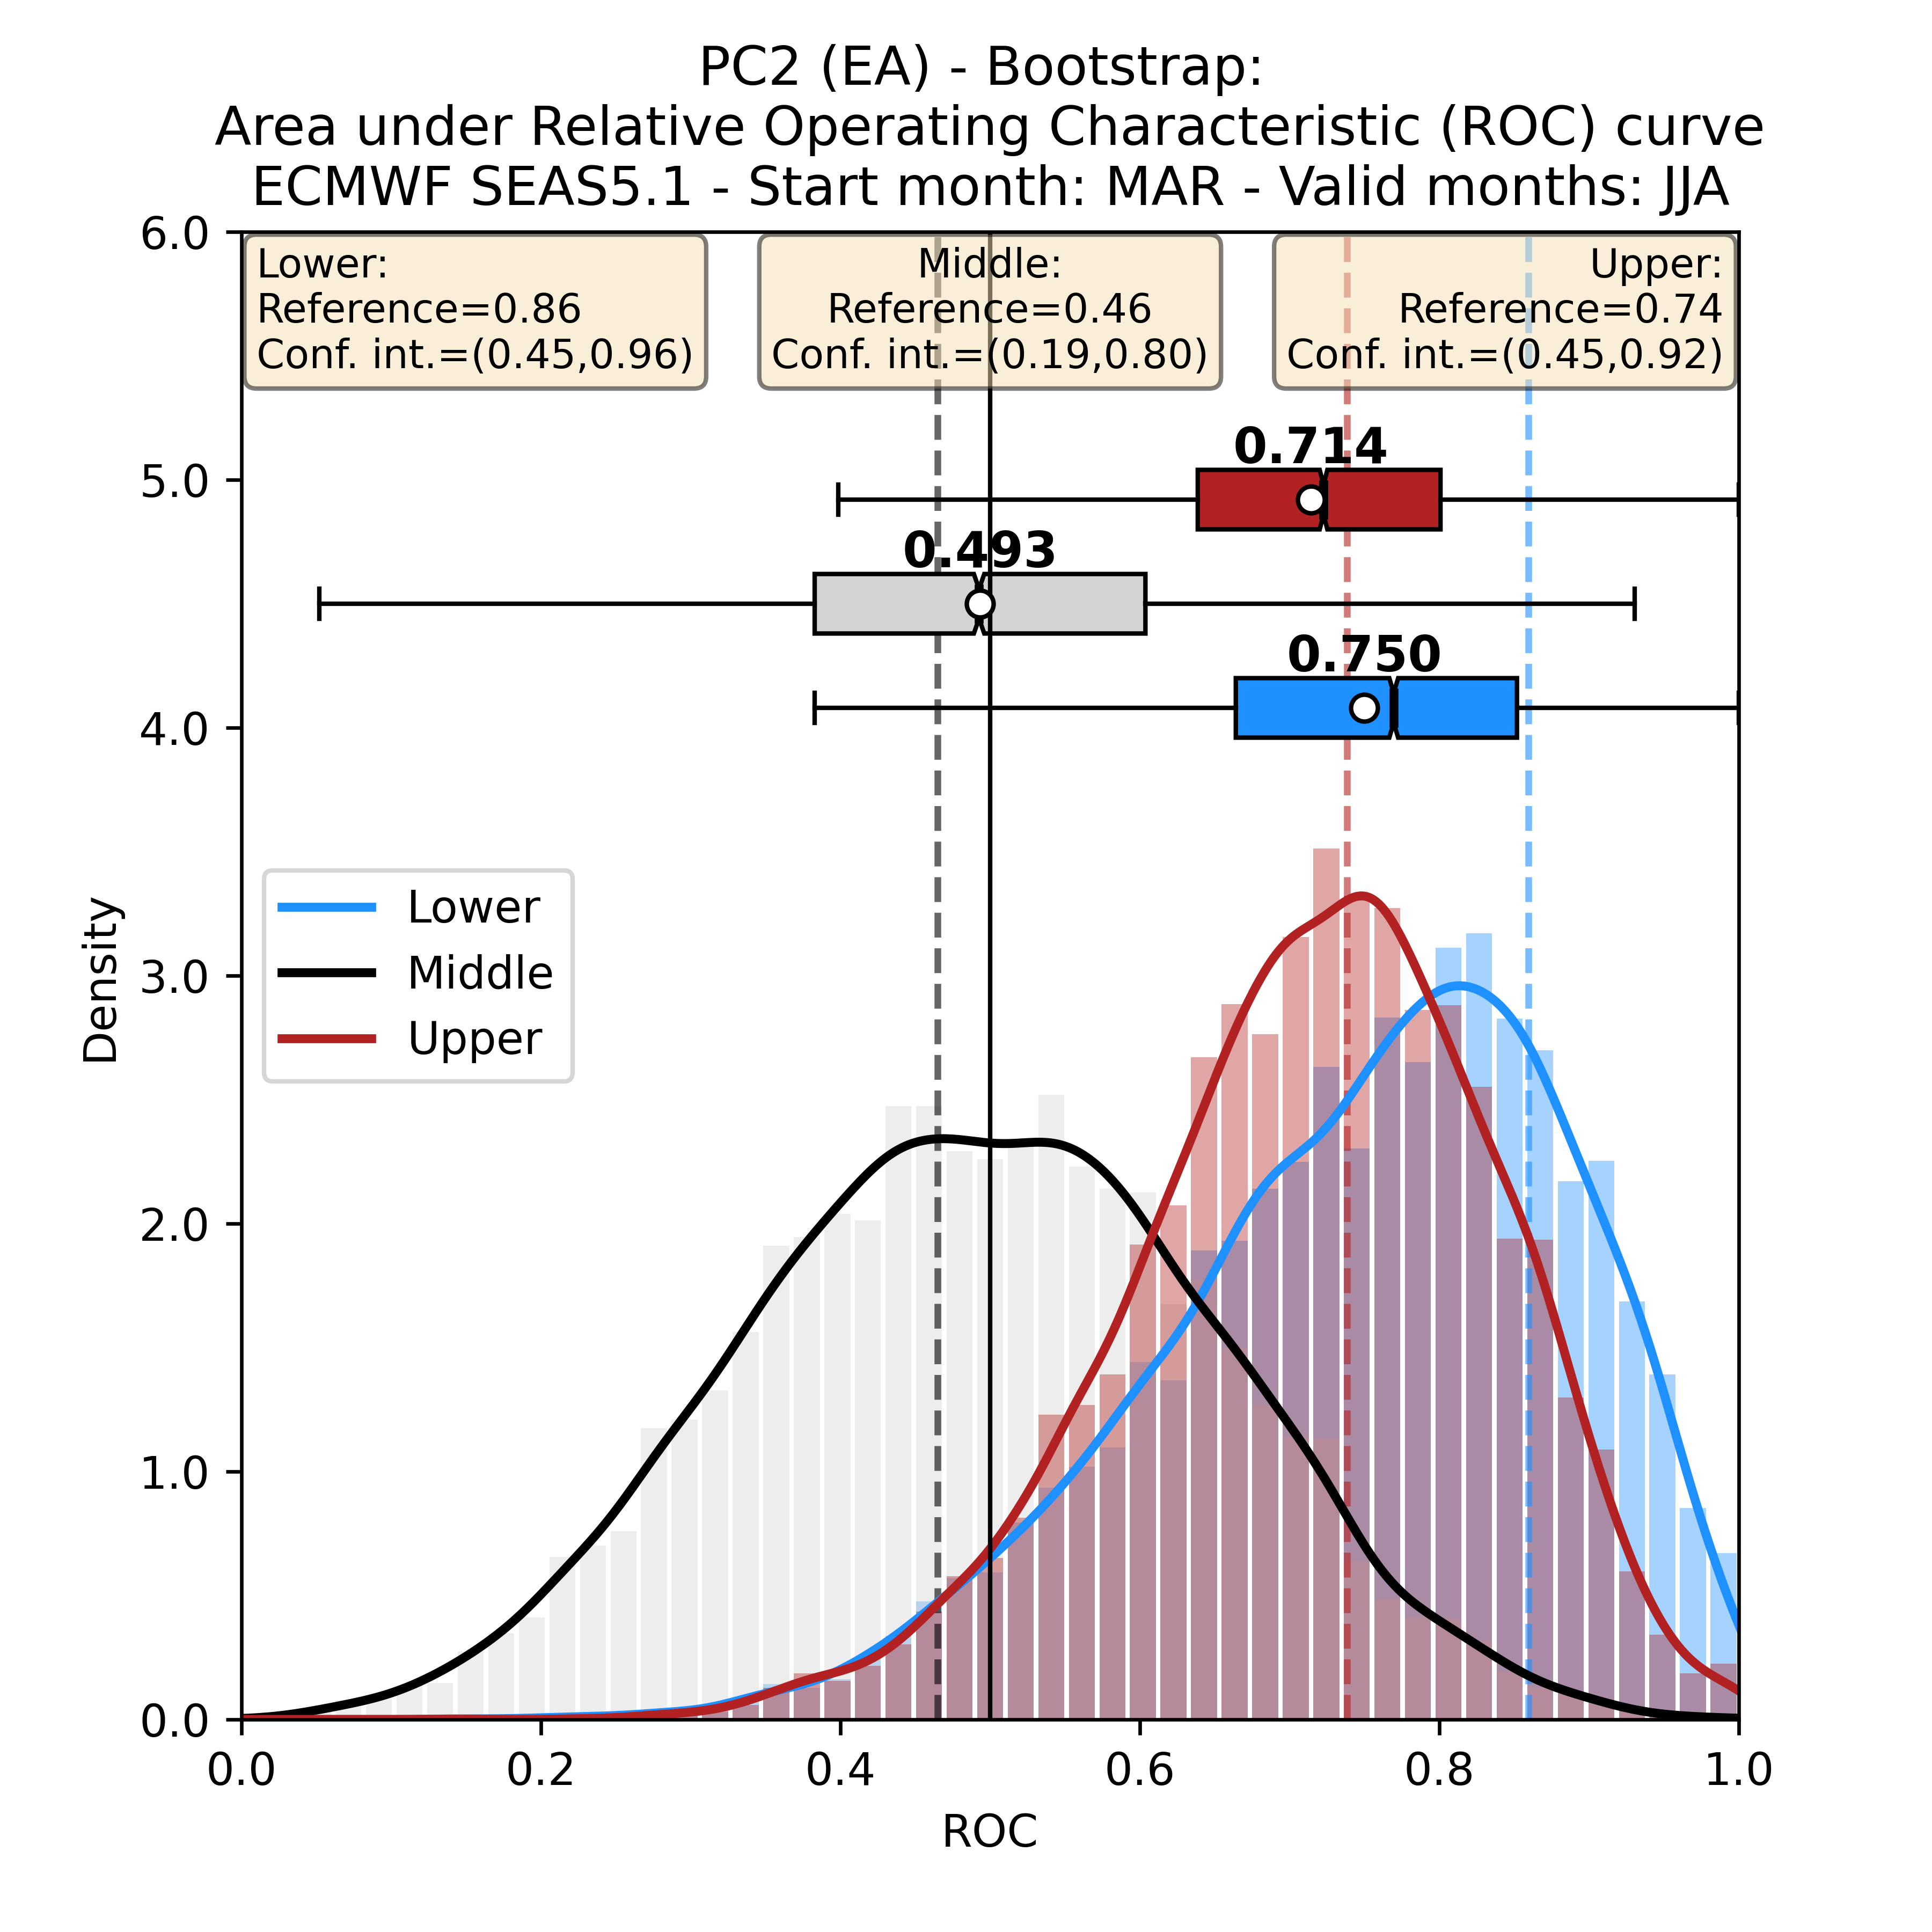 PC2 (EA) - Bootstrap:
Area under Relative Operating Characteristic (ROC) curve
ECMWF SEAS5.1 - Start month: MAR - Valid months: JJA
Lower:
Reference=0.86
Conf. int.=(0.45,0.96)
Middle:
Reference=0.46
Conf. int.=(0.19,0.80)
Upper:
Reference=0.74
Conf. int.=(0.45,0.92)
0.714
0.493
0.750
Lower
Middle
Upper
Density
6.0
5.0
4.0
3.0
2.0
1.0
0.0
0.0 0.2 0.4 0.6 0.8 1.0
ROC